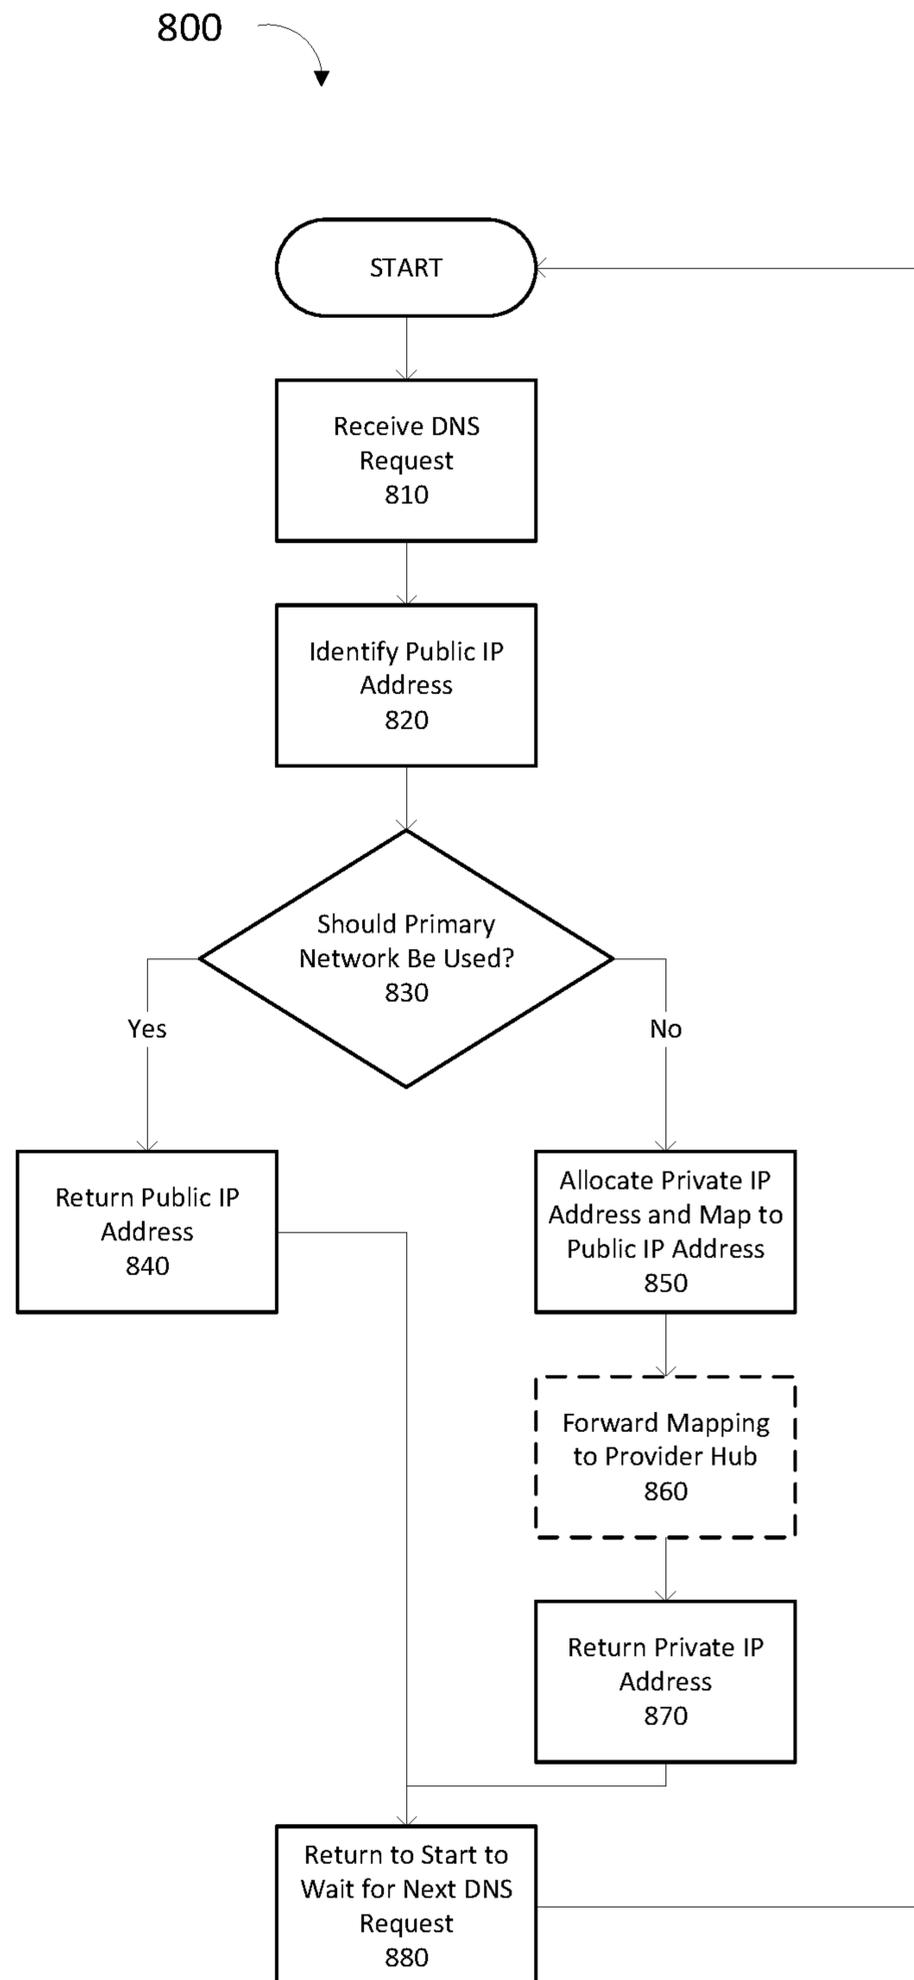 800
START
Receive DNS
Request
810
Identify Public IP
Address
820
Should Primary
Network Be Used?
830
Yes
No
Return Public IP
Address
840
Allocate Private IP
Address and Map to
Public IP Address
850
Forward Mapping
to Provider Hub
860
Return Private IP
Address
870
Return to Start to
Wait for Next DNS
Request
880